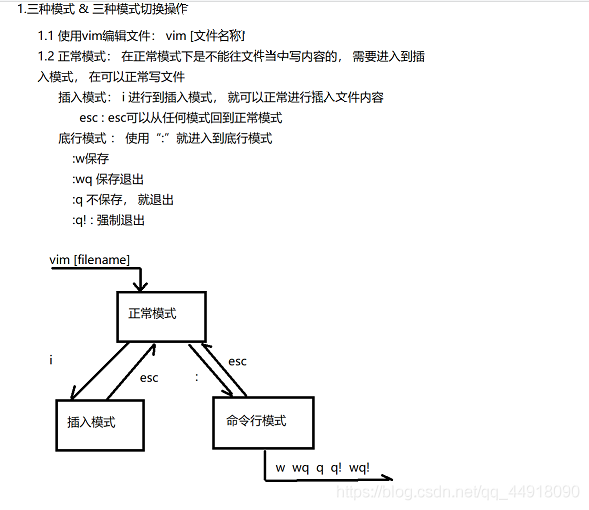 1.三种模式 & 三种模式切换操作
1.1 使用vim编辑文件： vim [文件名称]
1.2 正常模式： 在正常模式下是不能往文件当中写内容的， 需要进入到插
入模式， 在可以正常写文件
插入模式： i 进行到插入模式， 就可以正常进行插入文件内容
esc : esc可以从任何模式回到正常模式
底行模式： 使用 “:” 就进入到底行模式
:w保存
:wq 保存退出
:q 不保存， 就退出
:q! : 强制退出
vim [filename]
正常模式
i
esc
:
esc
插入模式
命令行模式
w wq q q! wq!
https://blog.csdn.net/qq_44918090